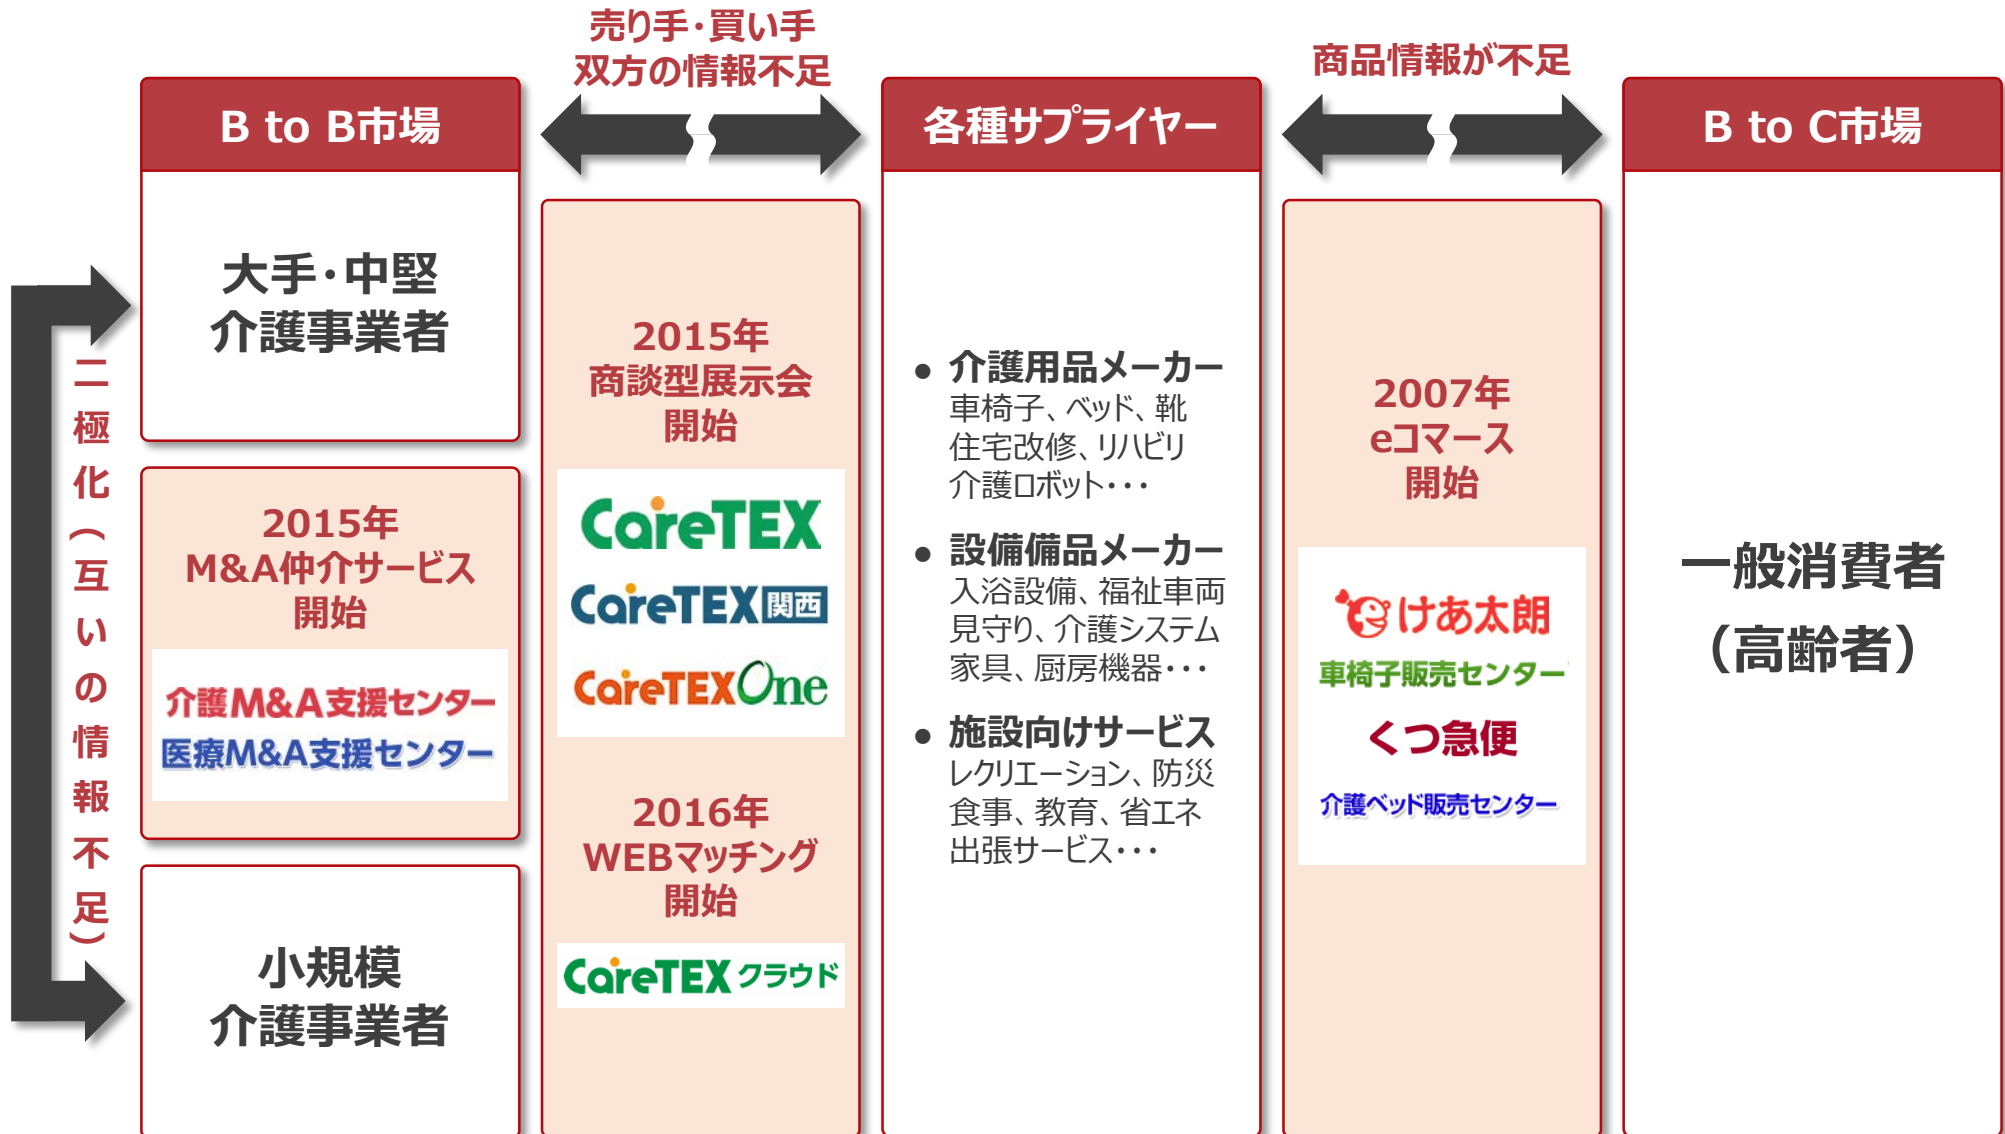 売り手・買い手
双方の情報不足
商品情報が不足
B to B市場
各種サプライヤー
B to C市場
二極化（互いの情報不足）
大手・中堅
介護事業者
2015年
M&A仲介サービス
開始
介護M&A支援センター
医療M&A支援センター
小規模
介護事業者
2015年
商談型展示会
開始
CareTEX
CareTEX関西
CareTEXOne
2016年
WEBマッチング
開始
CareTEXクラウド
● 介護用品メーカー
車椅子、ベッド、靴
住宅改修、リハビリ
介護ロボット・・・
● 設備備品メーカー
入浴設備、福祉車両
見守り、介護システム
家具、厨房機器・・・
● 施設向けサービス
レクリエーション、防災
食事、教育、省エネ
出張サービス・・・
2007年
eコマース
開始
けあ太朗
車椅子販売センター
くつ急便
介護ベッド販売センター
一般消費者
（高齢者）